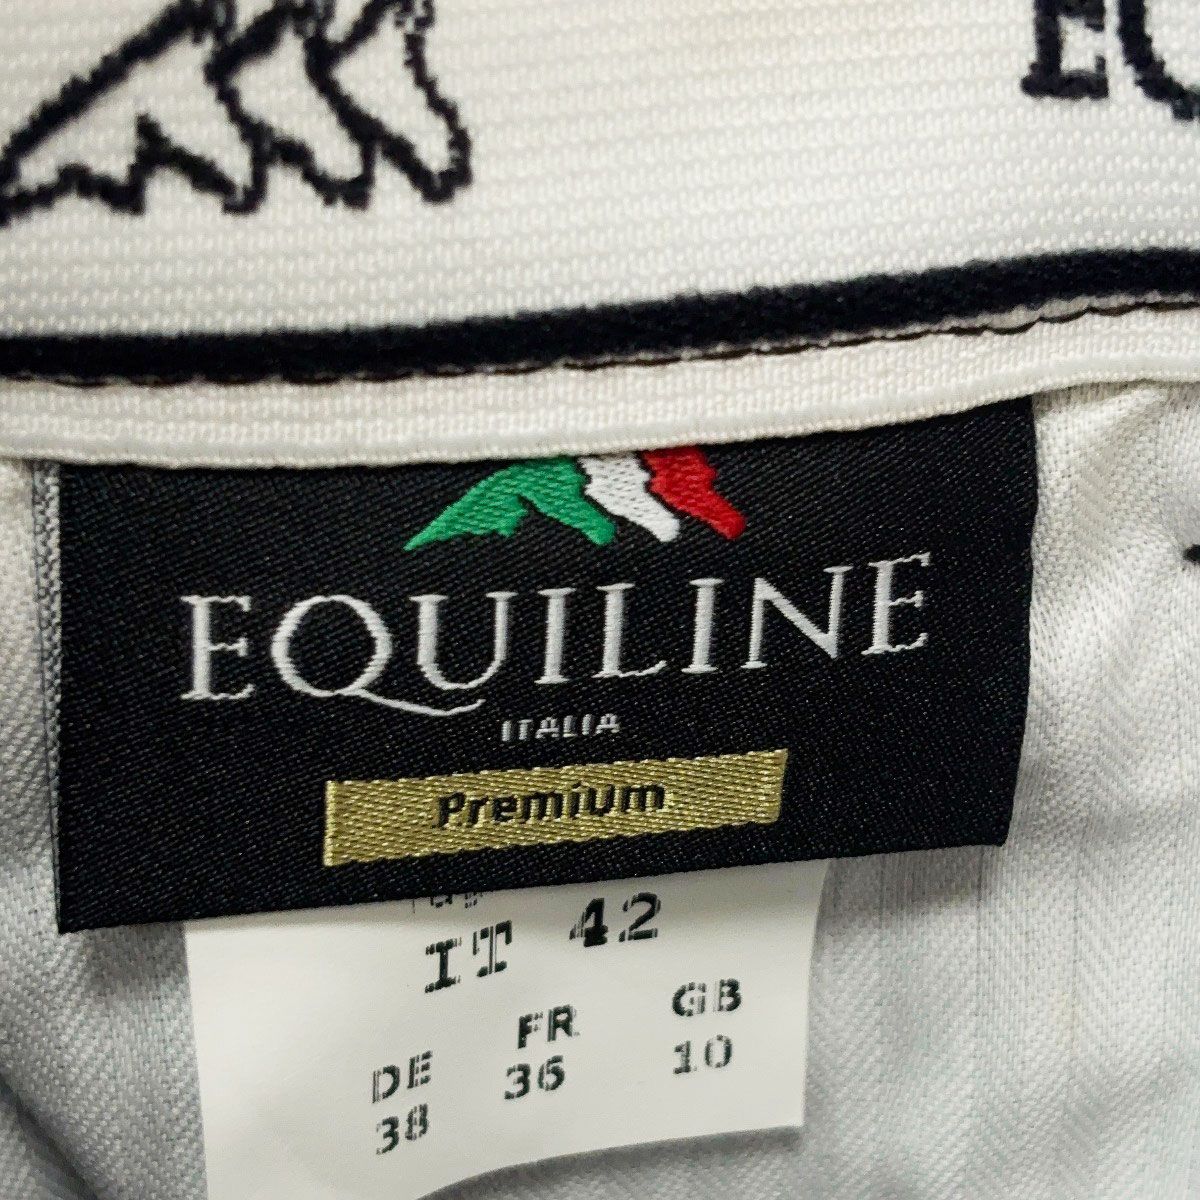 EQUILINE
ITALIA
Premium
IT 42
DE FR GB
38 36 10